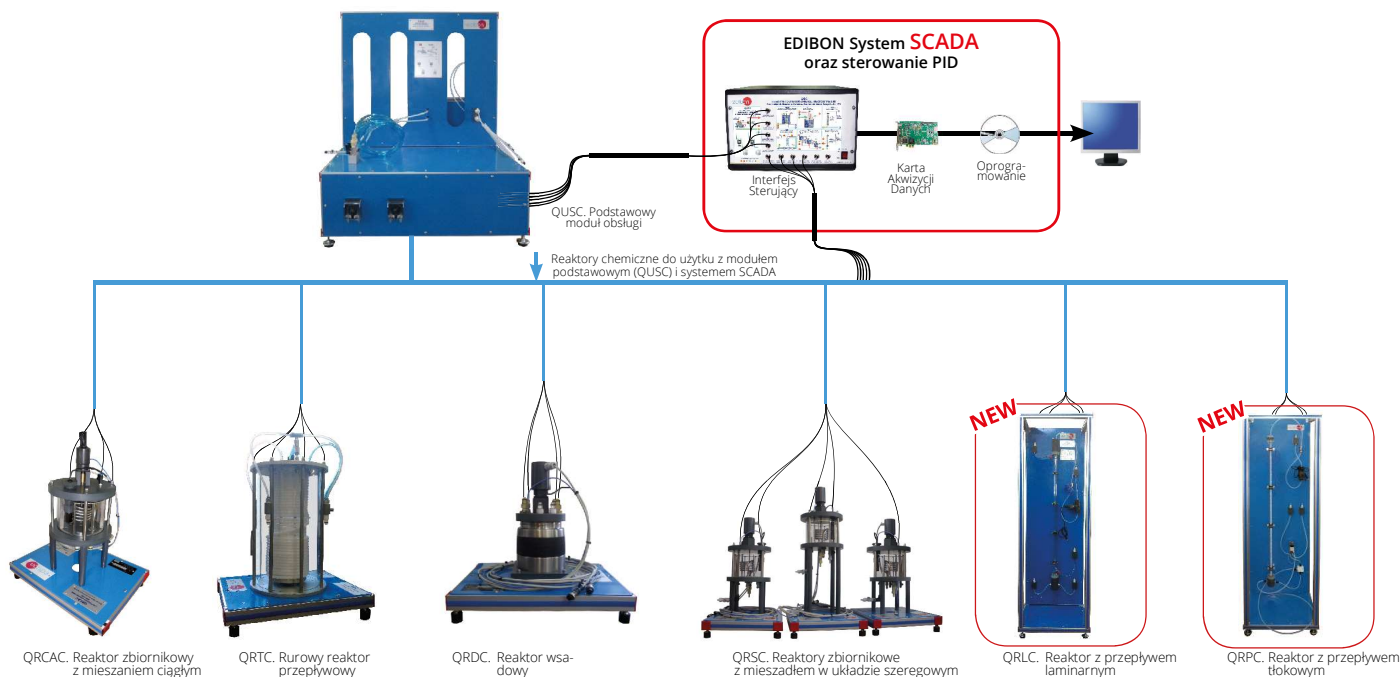 EDIBON System SCADA
oraz sterowanie PID
Interfejs
Sterujący
Karta
Akwizycji
Danych
Oprogra-
mowanie
QUSC. Podstawowy
moduł obsługi
Reaktory chemiczne do użytku z modułem
podstawowym (QUSC) i systemem SCADA
NEW
NEW
QRCAC. Reaktor zbiornikowy
z mieszaniem ciągłym
QRTC. Rurowy reaktor
przepływowy
QRDC. Reaktor wsa-
dowy
QRSC. Reaktory zbiornikowe
z mieszadłem w układzie szeregowym
QRLC. Reaktor z przepływem
laminarnym
QRPC. Reaktor z przepływem
tłokowym